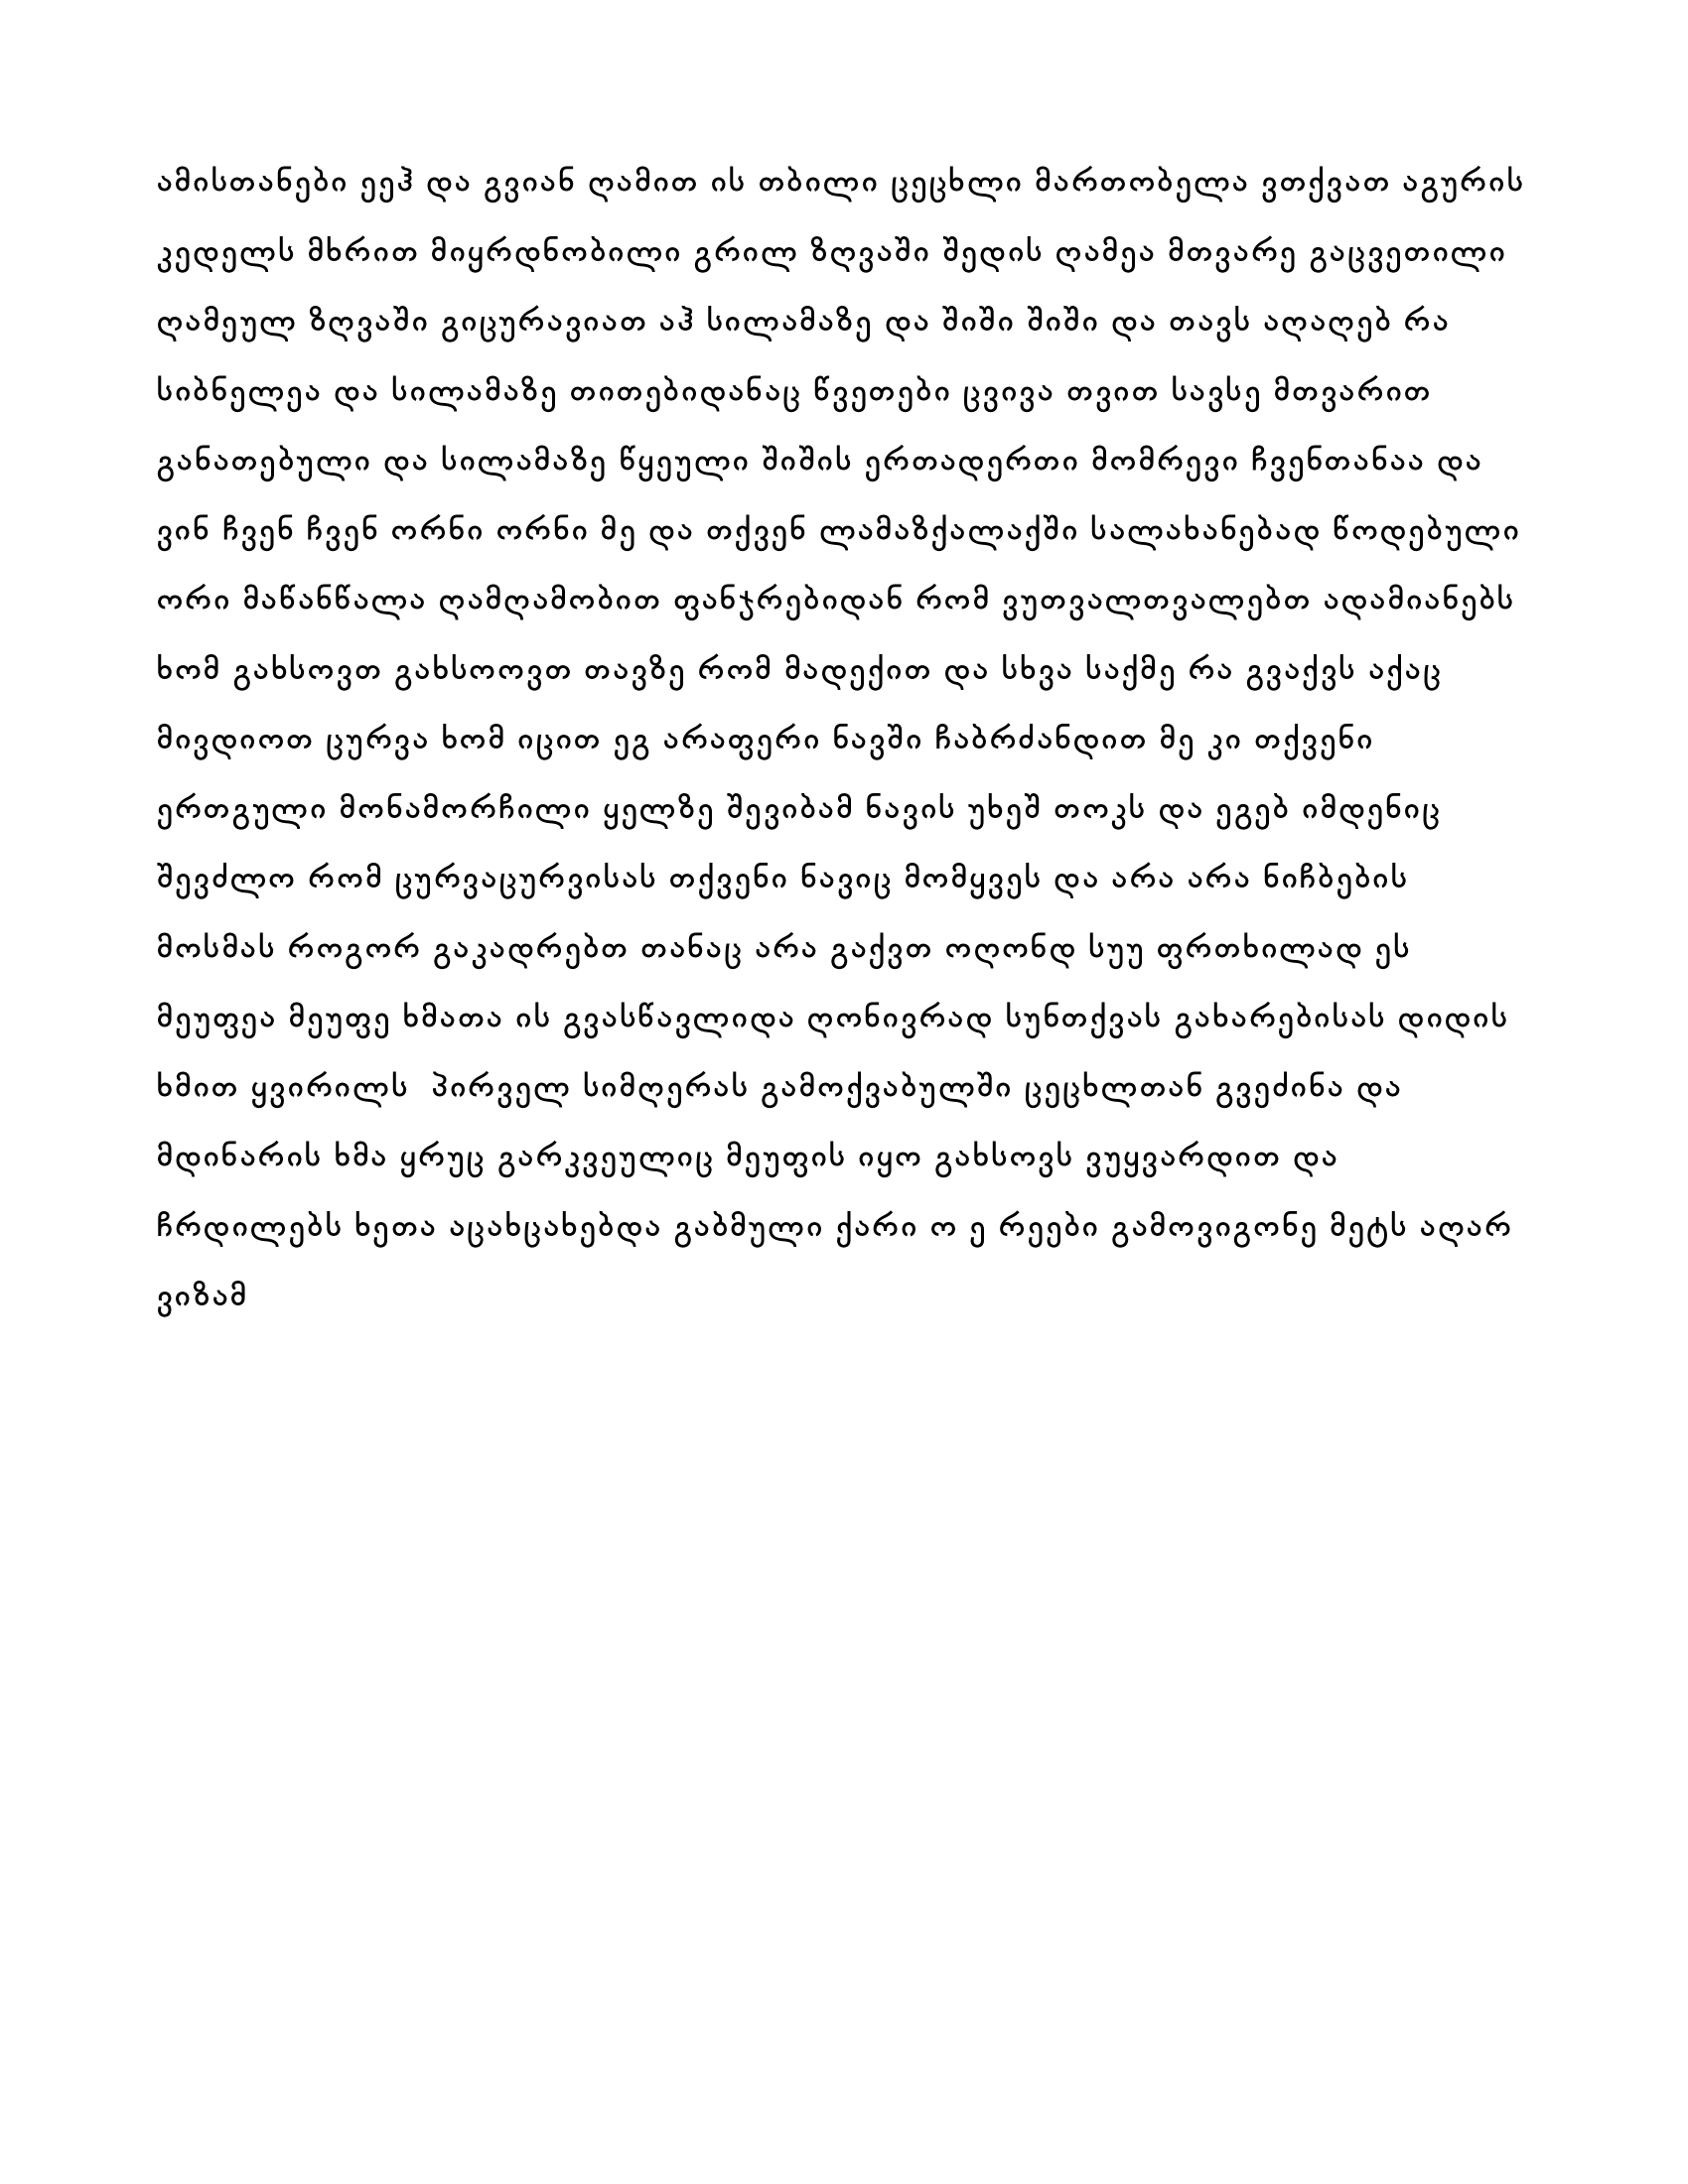 ამისთანები ეეჰ და გვიან ღამით ის თბილი ცეცხლი მართობელა ვთქვათ აგურის
კედელს მხრით მიყრდნობილი გრილ ზღვაში შედის ღამეა მთვარე გაცვეთილი
ღამეულ ზღვაში გიცურავიათ აჰ სილამაზე და შიში შიში და თავს აღაღებ რა
სიბნელეა და სილამაზე თითებიდანაც წვეთები ცვივა თვით სავსე მთვარით
განათებული და სილამაზე წყეული შიშის ერთადერთი მომრევი ჩვენთანაა და
ვინ ჩვენ ჩვენ ორნი ორნი მე და თქვენ ლამაზქალაქში სალახანებად წოდებული
ორი მაწანწალა ღამღამობით ფანჯრებიდან რომ ვუთვალთვალებთ ადამიანებს
ხომ გახსოვთ გახსოოვთ თავზე რომ მადექით და სხვა საქმე რა გვაქვს აქაც
მივდიოთ ცურვა ხომ იცით ეგ არაფერი ნავში ჩაბრძანდით მე კი თქვენი
ერთგული მონამორჩილი ყელზე შევიბამ ნავის უხეშ თოკს და ეგებ იმდენიც
შევძლო რომ ცურვაცურვისას თქვენი ნავიც მომყვეს და არა არა ნიჩბების
მოსმას როგორ გაკადრებთ თანაც არა გაქვთ ოღონდ სუუ ფრთხილად ეს
მეუფეა მეუფე ხმათა ის გვასწავლიდა ღონივრად სუნთქვას გახარებისას დიდის
ხმით ყვირილს  პირველ სიმღერას გამოქვაბულში ცეცხლთან გვეძინა და
მდინარის ხმა ყრუც გარკვეულიც მეუფის იყო გახსოვს ვუყვარდით და
ჩრდილებს ხეთა აცახცახებდა გაბმული ქარი ო ე რეები გამოვიგონე მეტს აღარ
ვიზამ